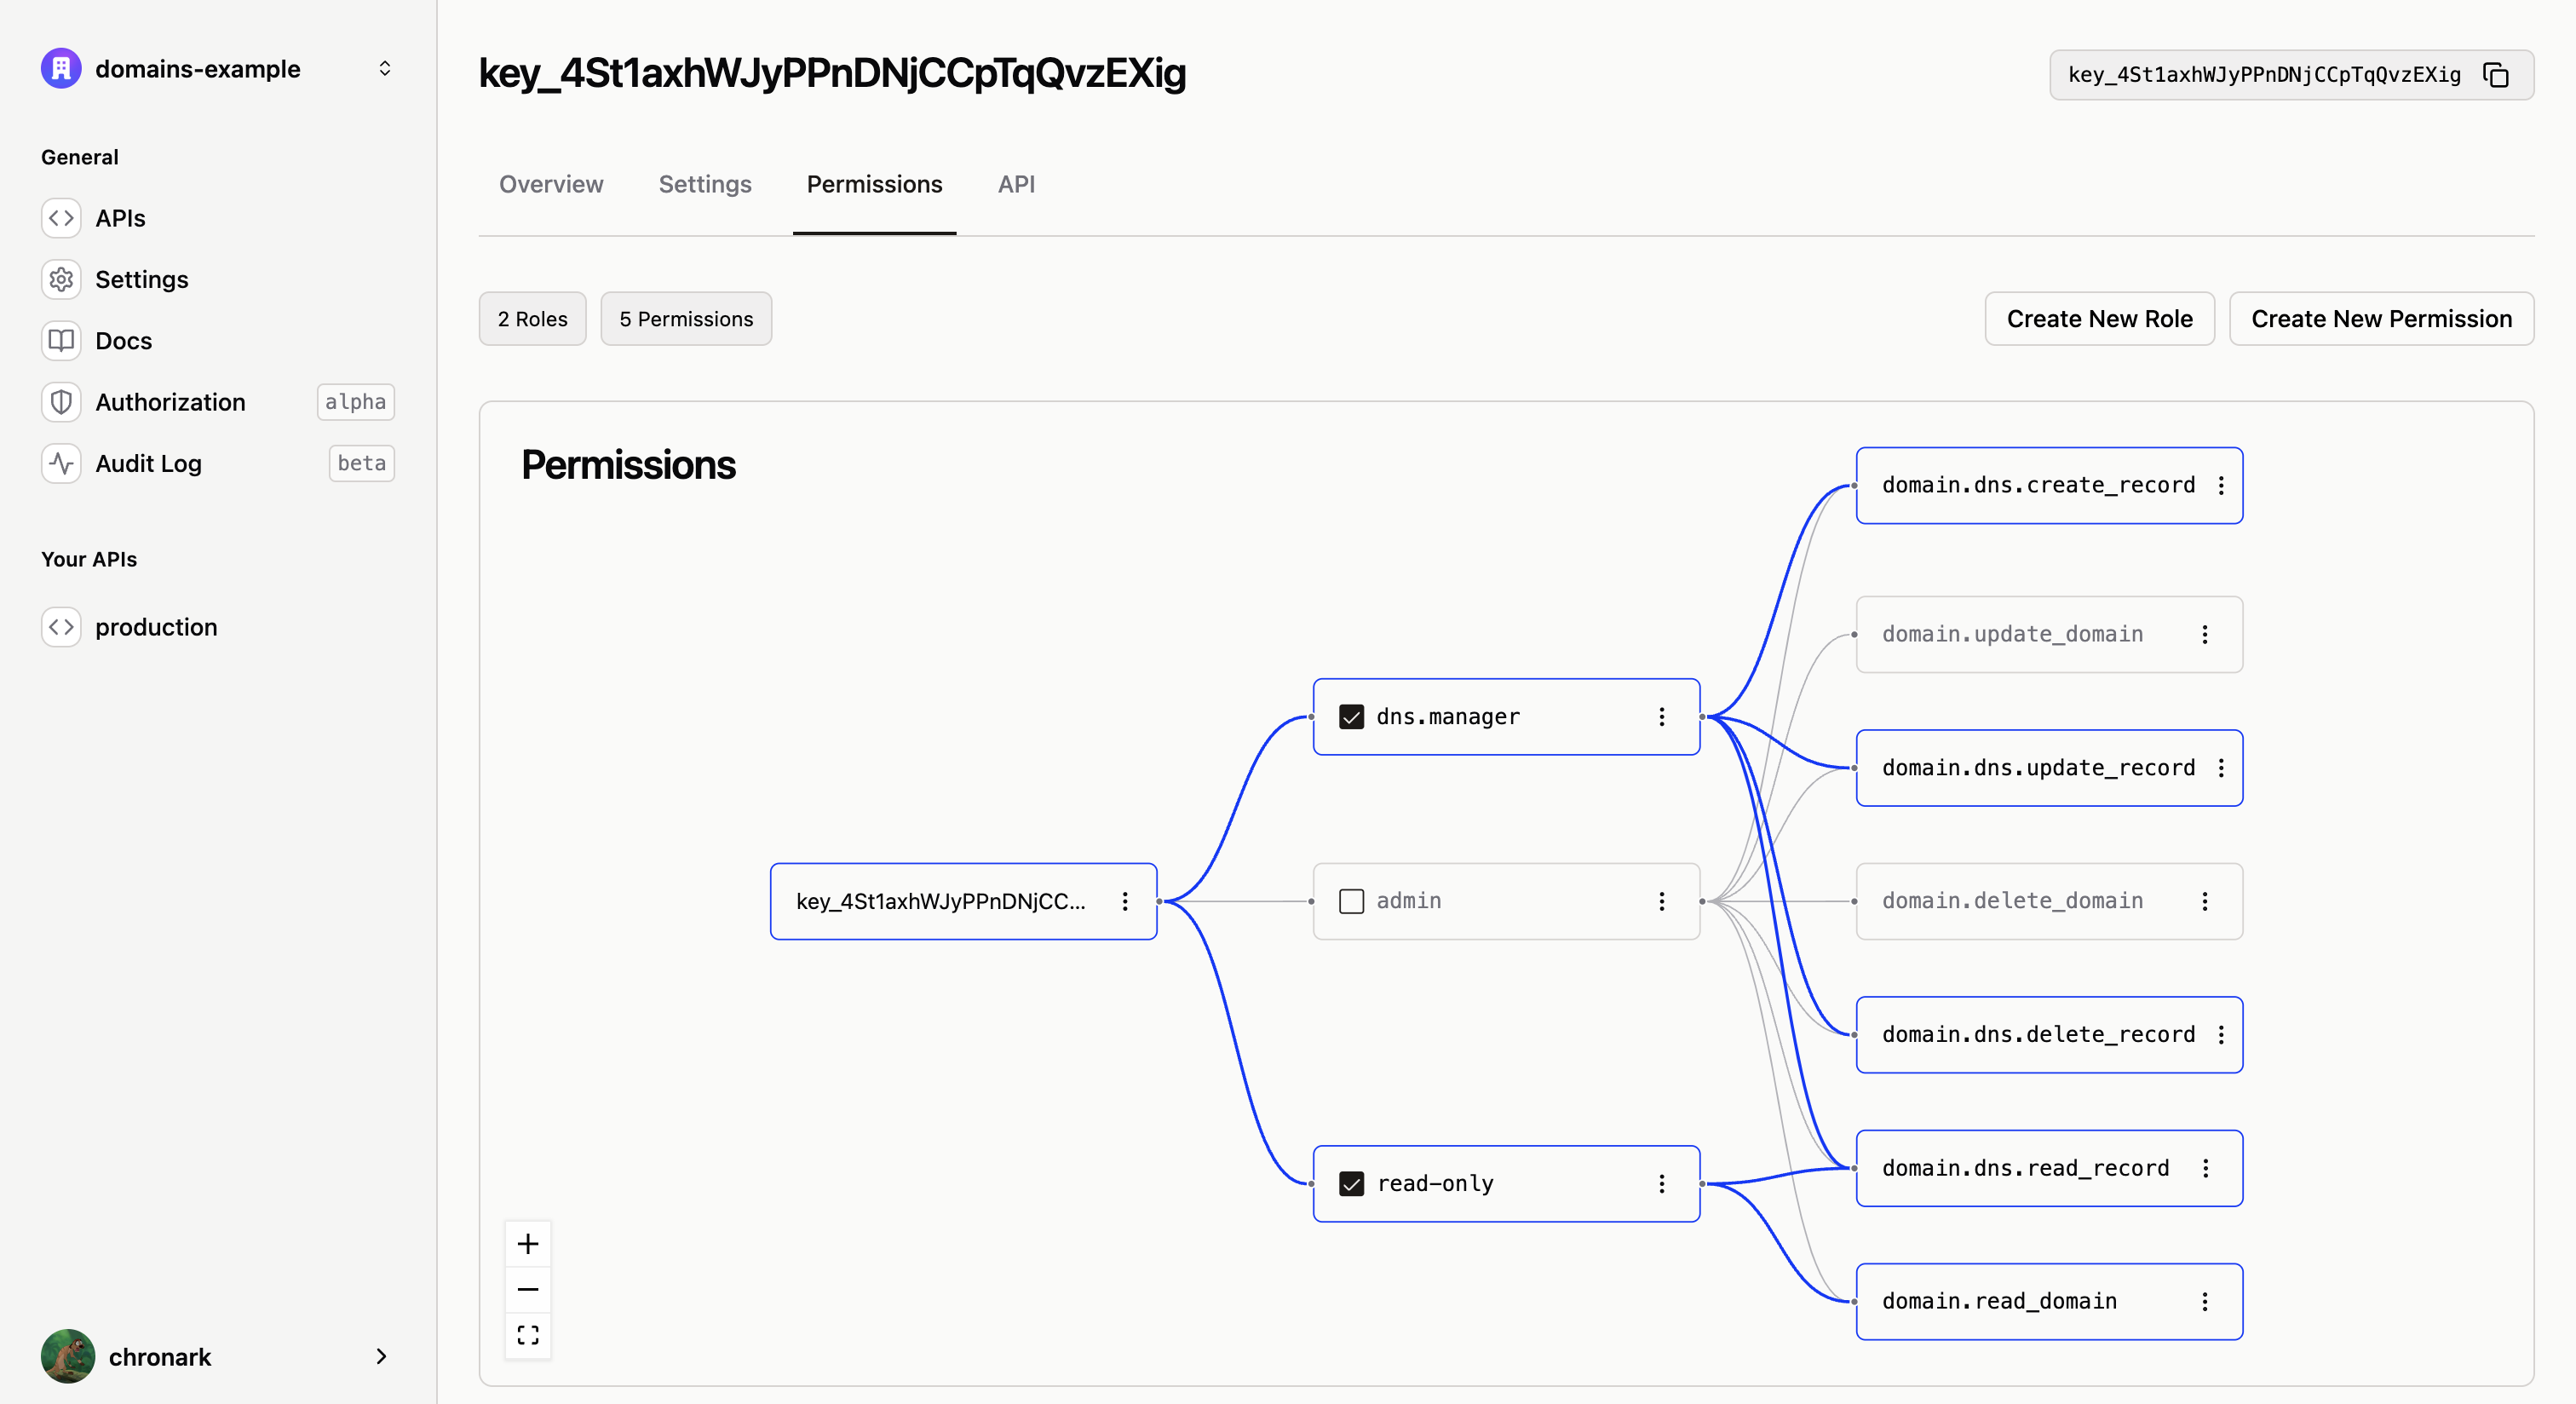 domains-example
General
APIs
Settings
Docs
Authorization alpha
Audit Log beta
Your APIs
production
chronark
key_4St1axhWJyPPnDNjCCpTqQvzEXig
key_4St1axhWJyPPnDNjCCpTqQvzEXig
Overview Settings Permissions API
2 Roles 5 Permissions Create New Role Create New Permission
Permissions
key_4St1axhWJyPPnDNjCC...
dns.manager
admin
read-only
domain.dns.create_record
domain.update_domain
domain.dns.update_record
domain.delete_domain
domain.dns.delete_record
domain.dns.read_record
domain.read_domain